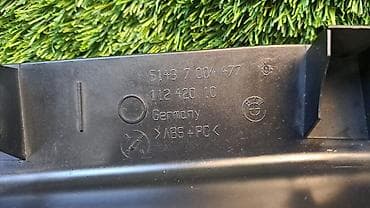 5143 7 004 477
112 420 10
Germany
>ABS+PC<